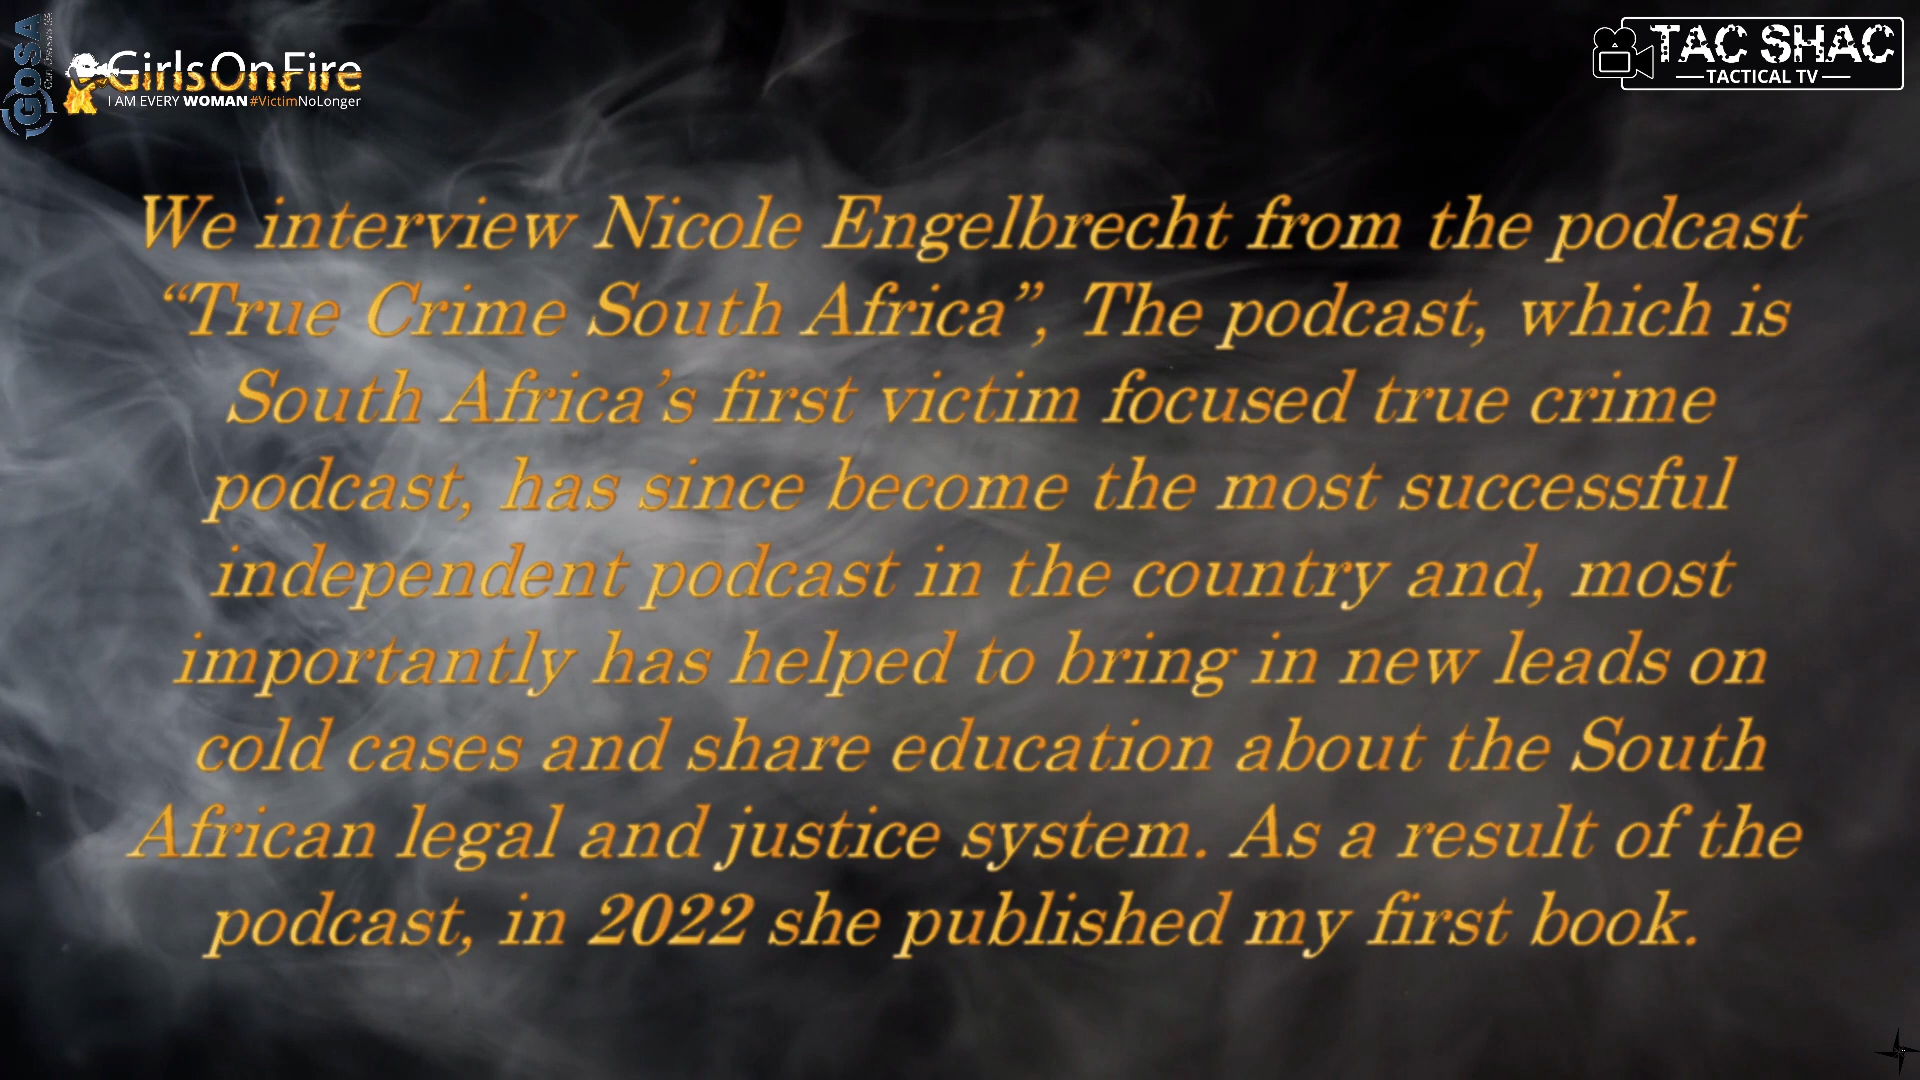 GOSA
GirlsOnFire
I AM EVERY WOMAN #VictimNoLonger
TAC SHAC
TACTICAL TV
We interview Nicole Engelbrecht from the podcast
“True Crime South Africa”, The podcast, which is
South Africa’s first victim focused true crime
podcast, has since become the most successful
independent podcast in the country and, most
importantly has helped to bring in new leads on
cold cases and share education about the South
African legal and justice system. As a result of the
podcast, in 2022 she published my first book.